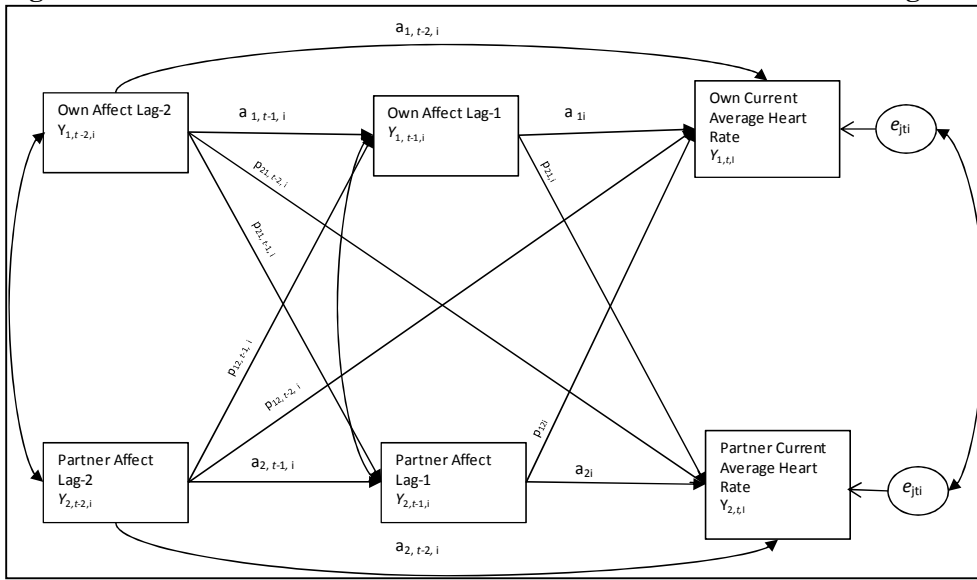 a1, t-2, i
Own Affect Lag-2
Y1,t-2,i
a 1, t-1, i
Own Affect Lag-1
Y1, t-1,i
a 1i
Own Current
Average Heart
Rate
Y1,t,I
ejti
p21, t-2, i
p21,i
p21, t-1, i
p12, t-1, i
p12, t-2, i
p12i
Partner Affect
Lag-2
Y2,t-2,i
a2, t-1, i
Partner Affect
Lag-1
Y2,t-1,i
a2i
Partner Current
Average Heart
Rate
Y2,t,I
ejti
a2, t-2, i